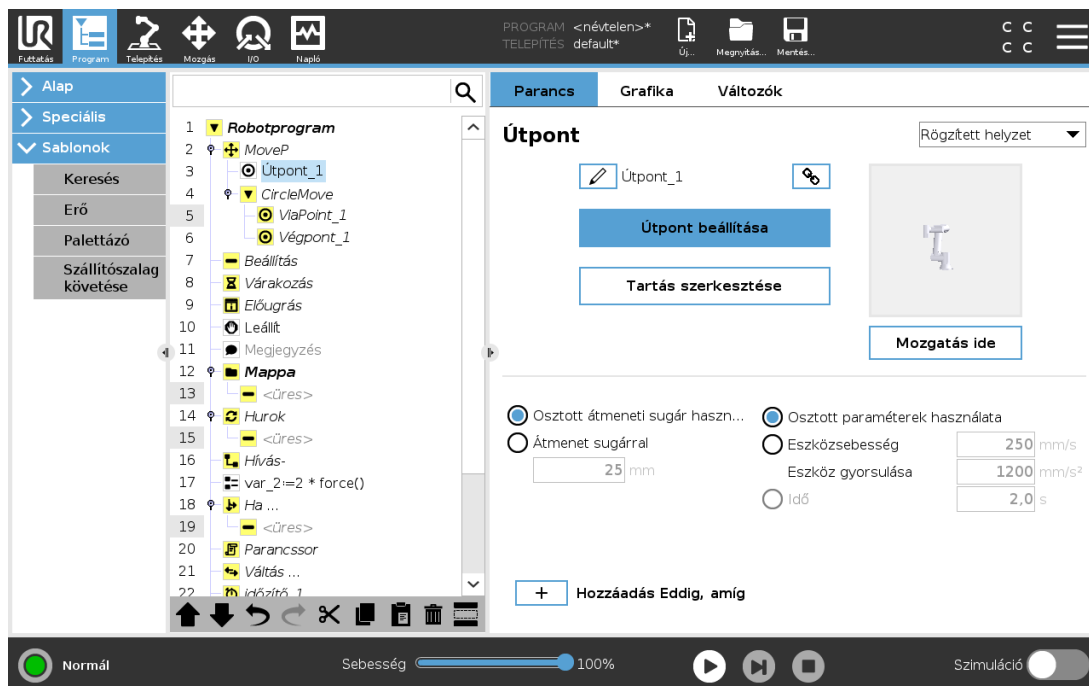 Futtatás
Program
Telepítés
Mozgás
I/O
Napló
PROGRAM <névtelen>*
TELEPÍTÉS default*
Új...
Megnyitás...
Mentés...
C C
C C
Alap
Speciális
Sablonok
Keresés
Erő
Palettázó
Szállítószalag
követése
1 Robotprogram
2 MoveP
3 Útpont_1
4 CircleMove
5 ViaPoint_1
6 Végpont_1
7 Beállítás
8 Várakozás
9 Előugrás
10 Leállít
11 Megjegyzés
12 Mappa
13 <üres>
14 Hurok
15 <üres>
16 Hívás-
17 var_2≔2 * force()
18 Ha ...
19 <üres>
20 Parancssor
21 Váltás ...
22 időzítő_1
Parancs Grafika Változók
Útpont
Rögzített helyzet
Útpont_1
Útpont beállítása
Tartás szerkesztése
Mozgatás ide
Osztott átmeneti sugár haszn...
Átmenet sugárral
25 mm
Osztott paraméterek használata
Eszközsebesség 250 mm/s
Eszköz gyorsulása 1200 mm/s²
Idő 2,0 s
+ Hozzáadás Eddig, amíg
Normál
Sebesség 100%
Szimuláció